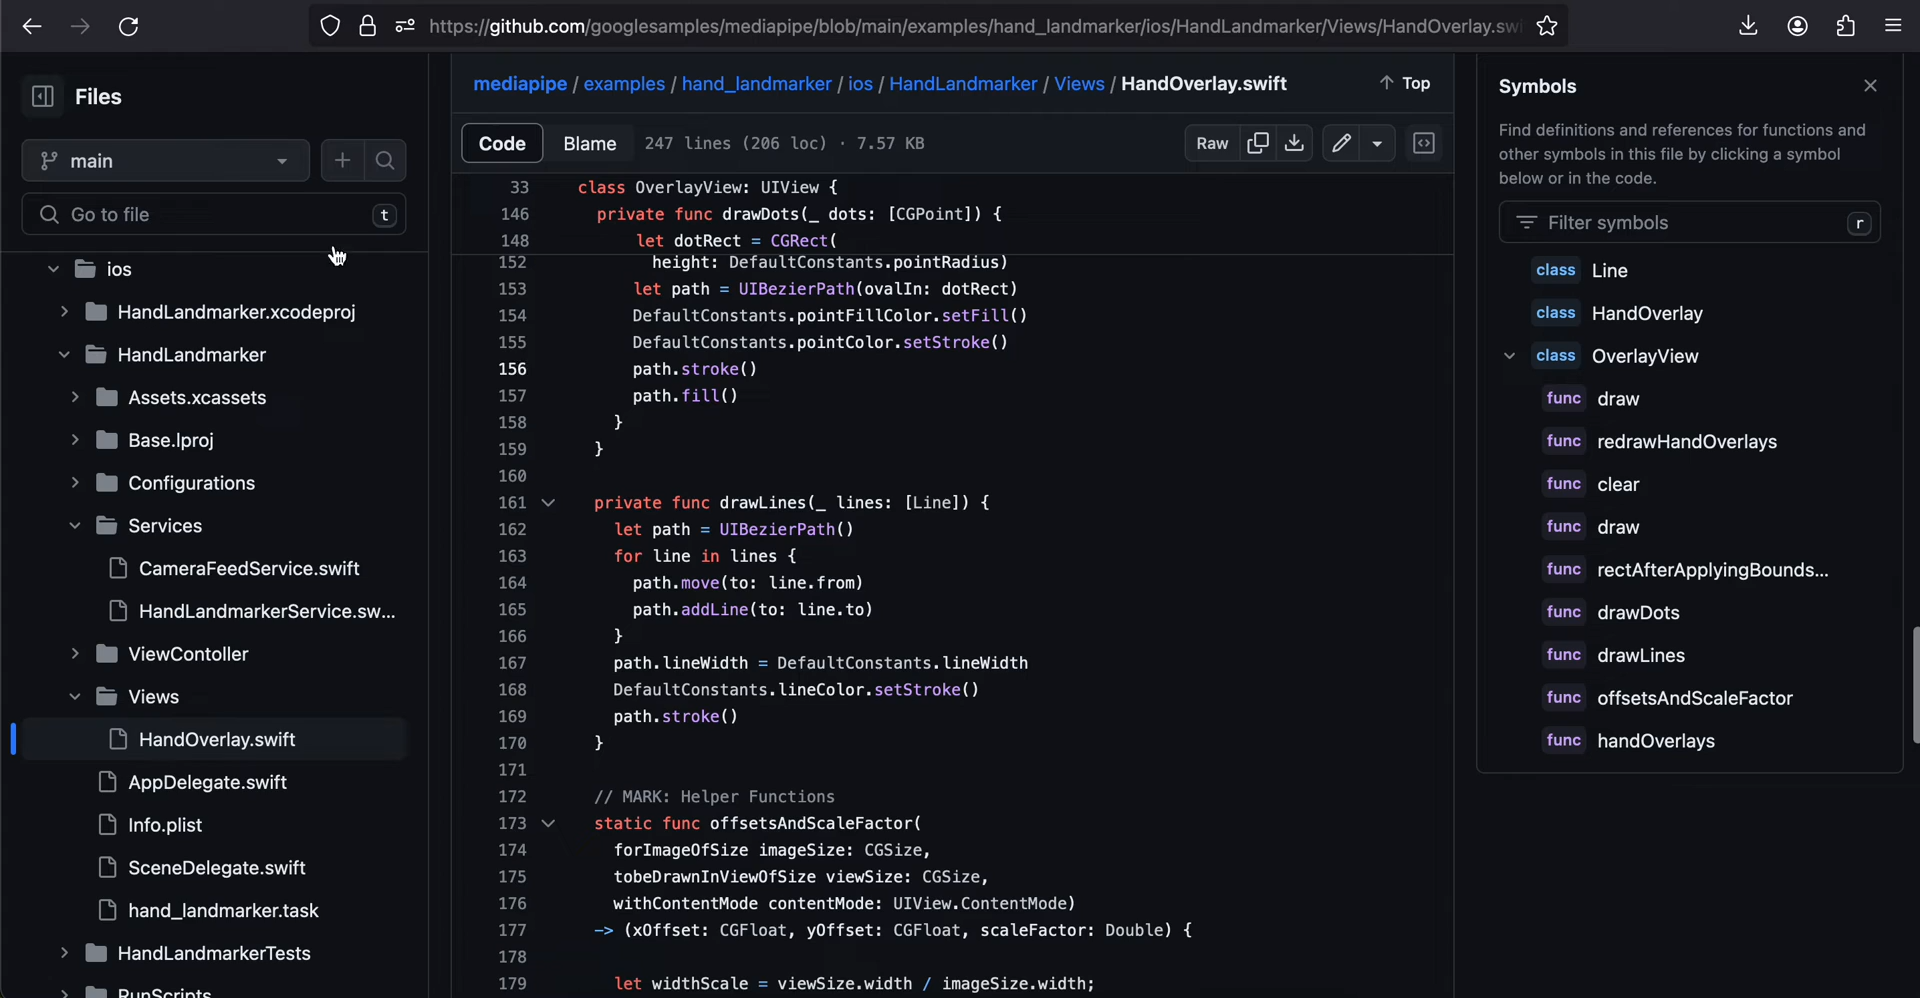 https://github.com/googlesamples/mediapipe/blob/main/examples/hand_landmarker/ios/HandLandmarker/Views/HandOverlay.swi
Files
main
Go to file t
ios
HandLandmarker.xcodeproj
HandLandmarker
Assets.xcassets
Base.lproj
Configurations
Services
CameraFeedService.swift
HandLandmarkerService.sw...
ViewContoller
Views
HandOverlay.swift
AppDelegate.swift
Info.plist
SceneDelegate.swift
hand_landmarker.task
HandLandmarkerTests
RunScripts
mediapipe / examples / hand_landmarker / ios / HandLandmarker / Views / HandOverlay.swift
Top
Code Blame 247 lines (206 loc) · 7.57 KB Raw
33 class OverlayView: UIView {
146 private func drawDots(_ dots: [CGPoint]) {
148 let dotRect = CGRect(
152 height: DefaultConstants.pointRadius)
153 let path = UIBezierPath(ovalIn: dotRect)
154 DefaultConstants.pointFillColor.setFill()
155 DefaultConstants.pointColor.setStroke()
156 path.stroke()
157 path.fill()
158 }
159 }
160
161 private func drawLines(_ lines: [Line]) {
162 let path = UIBezierPath()
163 for line in lines {
164 path.move(to: line.from)
165 path.addLine(to: line.to)
166 }
167 path.lineWidth = DefaultConstants.lineWidth
168 DefaultConstants.lineColor.setStroke()
169 path.stroke()
170 }
171
172 // MARK: Helper Functions
173 static func offsetsAndScaleFactor(
174 forImageOfSize imageSize: CGSize,
175 tobeDrawnInViewOfSize viewSize: CGSize,
176 withContentMode contentMode: UIView.ContentMode)
177 -> (xOffset: CGFloat, yOffset: CGFloat, scaleFactor: Double) {
178
179 let widthScale = viewSize.width / imageSize.width;
Symbols
Find definitions and references for functions and
other symbols in this file by clicking a symbol
below or in the code.
Filter symbols r
class Line
class HandOverlay
class OverlayView
func draw
func redrawHandOverlays
func clear
func draw
func rectAfterApplyingBounds...
func drawDots
func drawLines
func offsetsAndScaleFactor
func handOverlays